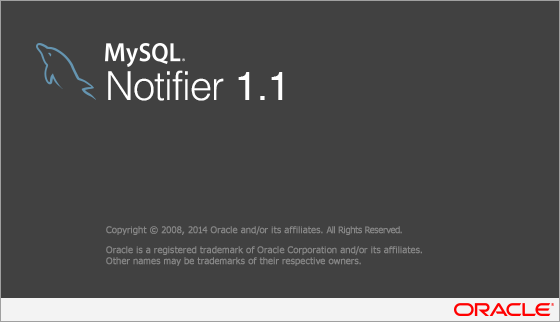 MySQL®
Notifier 1.1
Copyright © 2008, 2014 Oracle and/or its affiliates. All Rights Reserved.
Oracle is a registered trademark of Oracle Corporation and/or its affiliates.
Other names may be trademarks of their respective owners.
ORACLE®